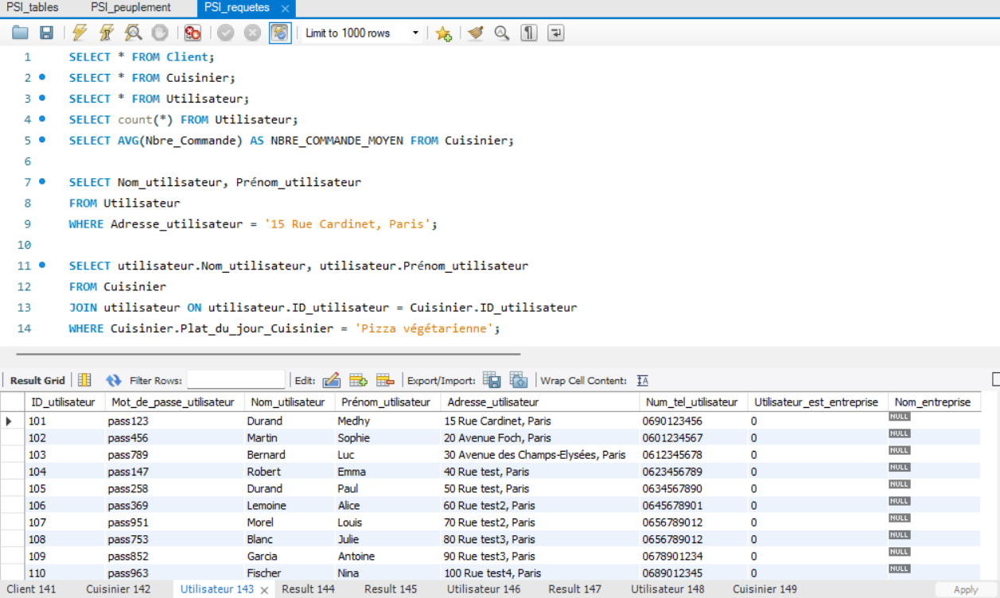 PSI_tables PSI_peuplement PSI_requetes
Limit to 1000 rows
1 SELECT * FROM Client;
2 SELECT * FROM Cuisinier;
3 SELECT * FROM Utilisateur;
4 SELECT count(*) FROM Utilisateur;
5 SELECT AVG(Nbre_Commande) AS NBRE_COMMANDE_MOYEN FROM Cuisinier;
6
7 SELECT Nom_utilisateur, Prénom_utilisateur
8 FROM Utilisateur
9 WHERE Adresse_utilisateur = '15 Rue Cardinet, Paris';
10
11 SELECT utilisateur.Nom_utilisateur, utilisateur.Prénom_utilisateur
12 FROM Cuisinier
13 JOIN utilisateur ON utilisateur.ID_utilisateur = Cuisinier.ID_utilisateur
14 WHERE Cuisinier.Plat_du_jour_Cuisinier = 'Pizza végétarienne';
Result Grid Filter Rows: Edit: Export/Import: Wrap Cell Content: IA
ID_utilisateur Mot_de_passe_utilisateur Nom_utilisateur Prénom_utilisateur Adresse_utilisateur Num_tel_utilisateur Utilisateur_est_entreprise Nom_entreprise
101 pass123 Durand Medhy 15 Rue Cardinet, Paris 0690123456 0 NULL
102 pass456 Martin Sophie 20 Avenue Foch, Paris 0601234567 0 NULL
103 pass789 Bernard Luc 30 Avenue des Champs-Elysées, Paris 0612345678 0 NULL
104 pass147 Robert Emma 40 Rue test, Paris 0623456789 0 NULL
105 pass258 Durand Paul 50 Rue test, Paris 0634567890 0 NULL
106 pass369 Lemoine Alice 60 Rue test2, Paris 0645678901 0 NULL
107 pass951 Morel Louis 70 Rue test2, Paris 0656789012 0 NULL
108 pass753 Blanc Julie 80 Rue test3, Paris 0656789012 0 NULL
109 pass852 Garcia Antoine 90 Rue test3, Paris 0678901234 0 NULL
110 pass963 Fischer Nina 100 Rue test4, Paris 0689012345 0 NULL
Client 141 Cuisinier 142 Utilisateur 143 Result 144 Result 145 Utilisateur 146 Result 147 Utilisateur 148 Cuisinier 149 Apply